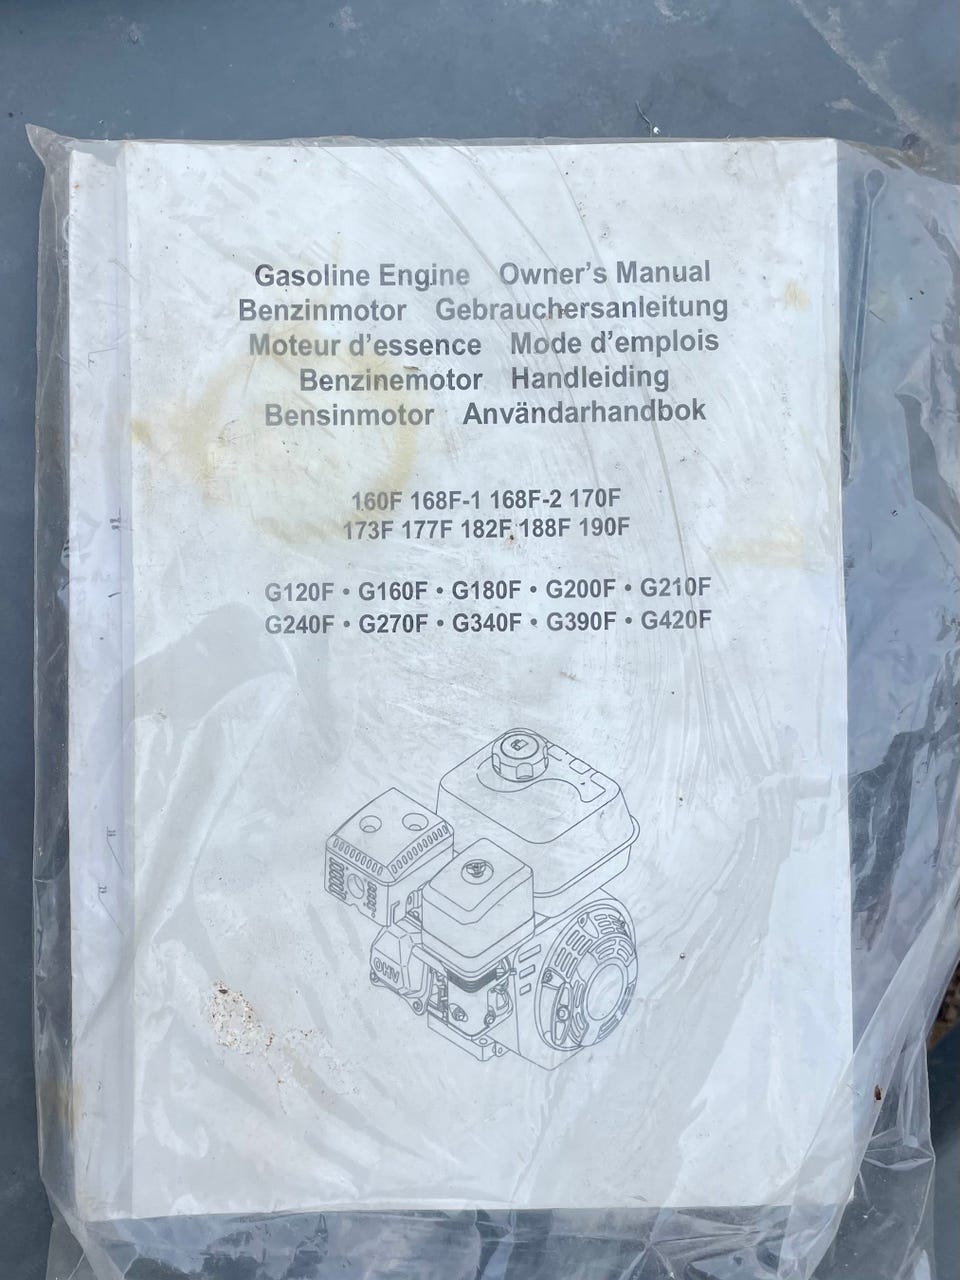 Gasoline Engine Owner's Manual
Benzinmotor Gebrauchersanleitung
Moteur d'essence Mode d'emplois
Benzinemotor Handleiding
Bensinmotor Användarhandbok
160F 168F-1 168F-2 170F
173F 177F 182F 188F 190F
G120F • G160F • G180F • G200F • G210F
G240F • G270F • G340F • G390F • G420F
OHV